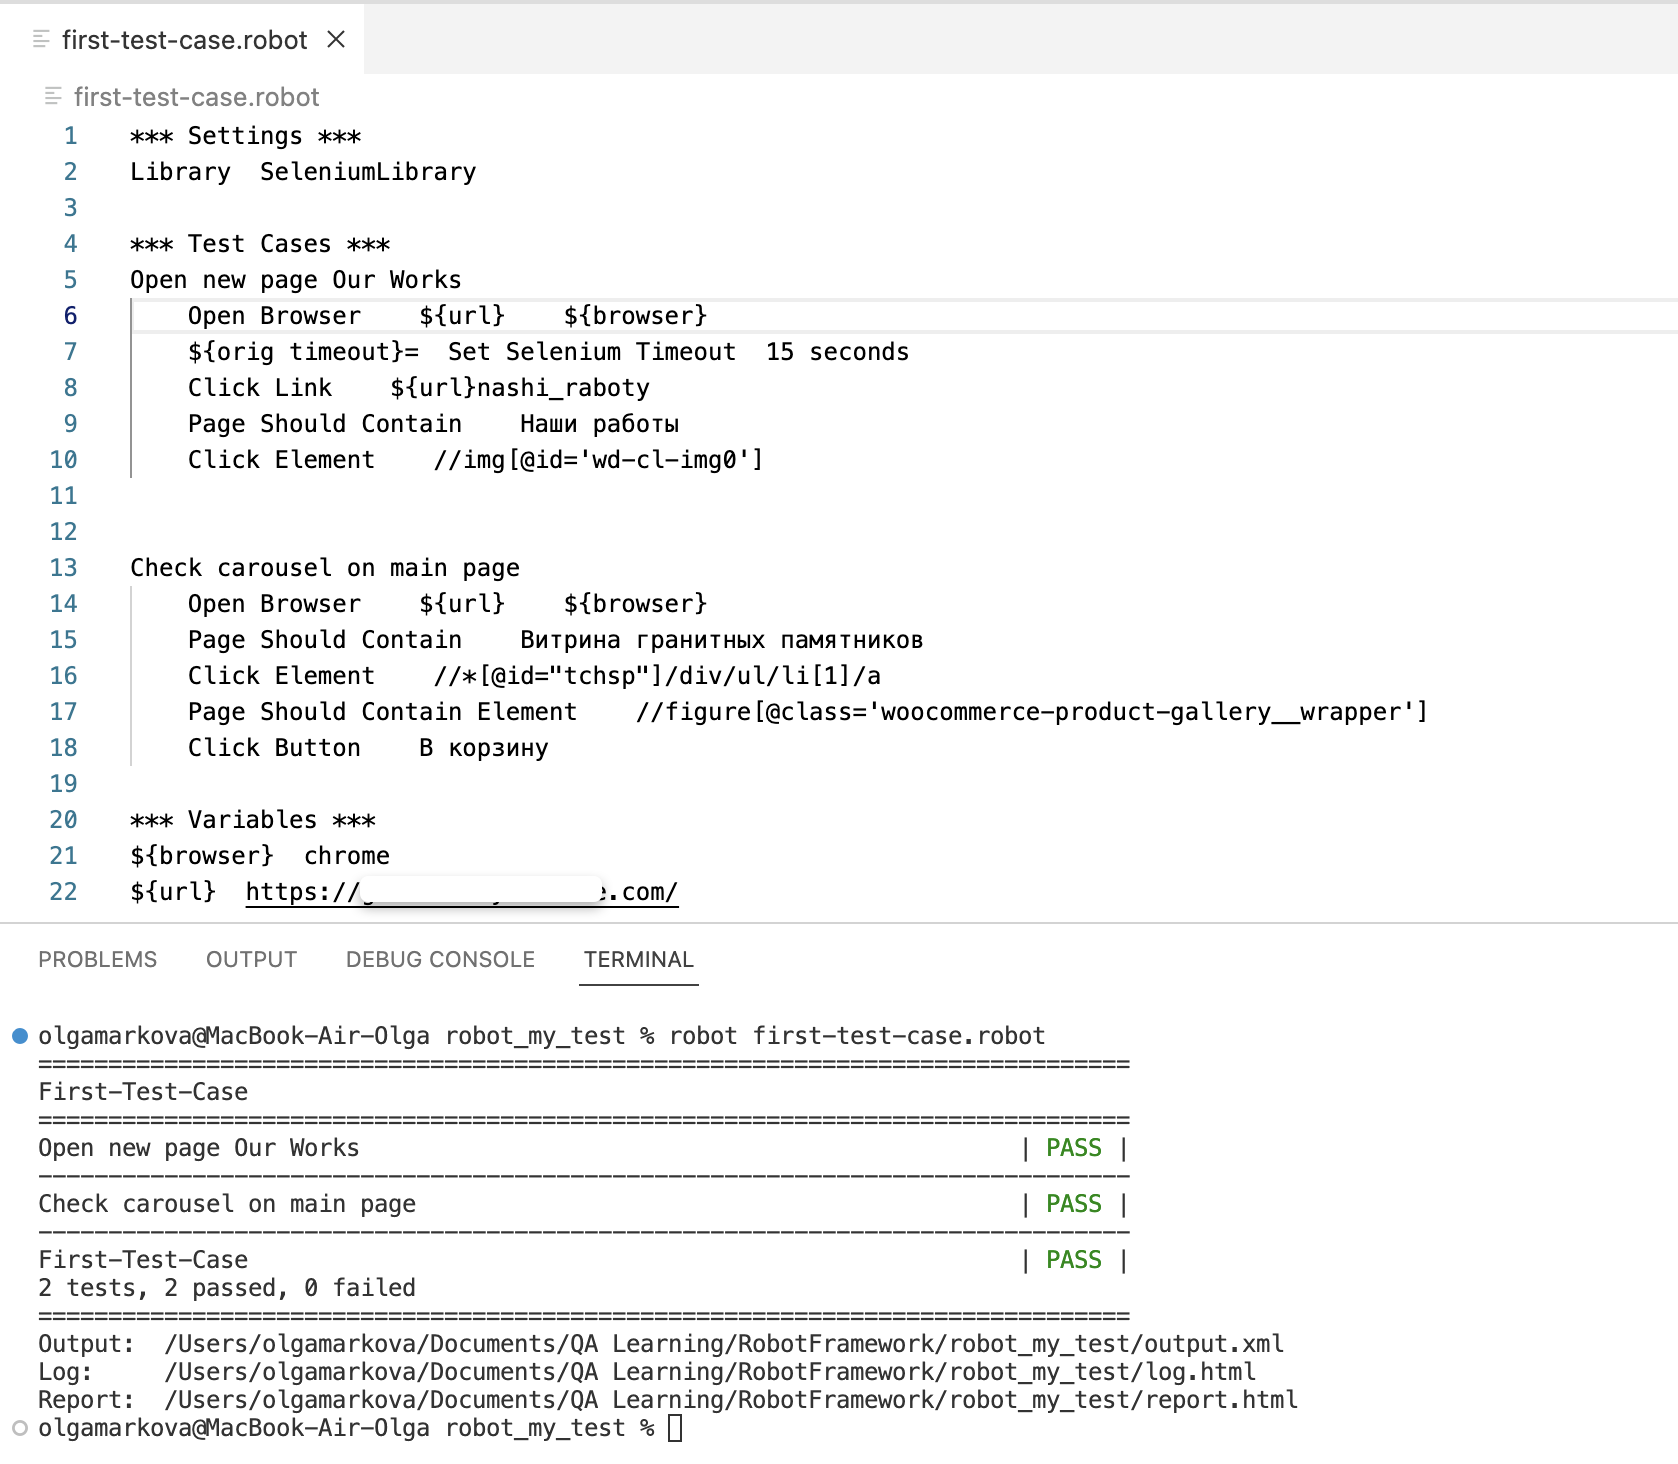 first-test-case.robot
first-test-case.robot
1 *** Settings ***
2 Library  SeleniumLibrary
3
4 *** Test Cases ***
5 Open new page Our Works
6     Open Browser    ${url}    ${browser}
7     ${orig timeout}=  Set Selenium Timeout  15 seconds
8     Click Link    ${url}nashi_raboty
9     Page Should Contain    Наши работы
10     Click Element    //img[@id='wd-cl-img0']
11
12
13 Check carousel on main page
14     Open Browser    ${url}    ${browser}
15     Page Should Contain    Витрина гранитных памятников
16     Click Element    //*[@id="tchsp"]/div/ul/li[1]/a
17     Page Should Contain Element    //figure[@class='woocommerce-product-gallery__wrapper']
18     Click Button    В корзину
19
20 *** Variables ***
21 ${browser}  chrome
22 ${url}  https:// .com/
PROBLEMS OUTPUT DEBUG CONSOLE TERMINAL
olgamarkova@MacBook-Air-Olga robot_my_test % robot first-test-case.robot
==============================================================================
First-Test-Case
==============================================================================
Open new page Our Works                                               | PASS |
------------------------------------------------------------------------------
Check carousel on main page                                           | PASS |
------------------------------------------------------------------------------
First-Test-Case                                                       | PASS |
2 tests, 2 passed, 0 failed
==============================================================================
Output:  /Users/olgamarkova/Documents/QA Learning/RobotFramework/robot_my_test/output.xml
Log:     /Users/olgamarkova/Documents/QA Learning/RobotFramework/robot_my_test/log.html
Report:  /Users/olgamarkova/Documents/QA Learning/RobotFramework/robot_my_test/report.html
olgamarkova@MacBook-Air-Olga robot_my_test %